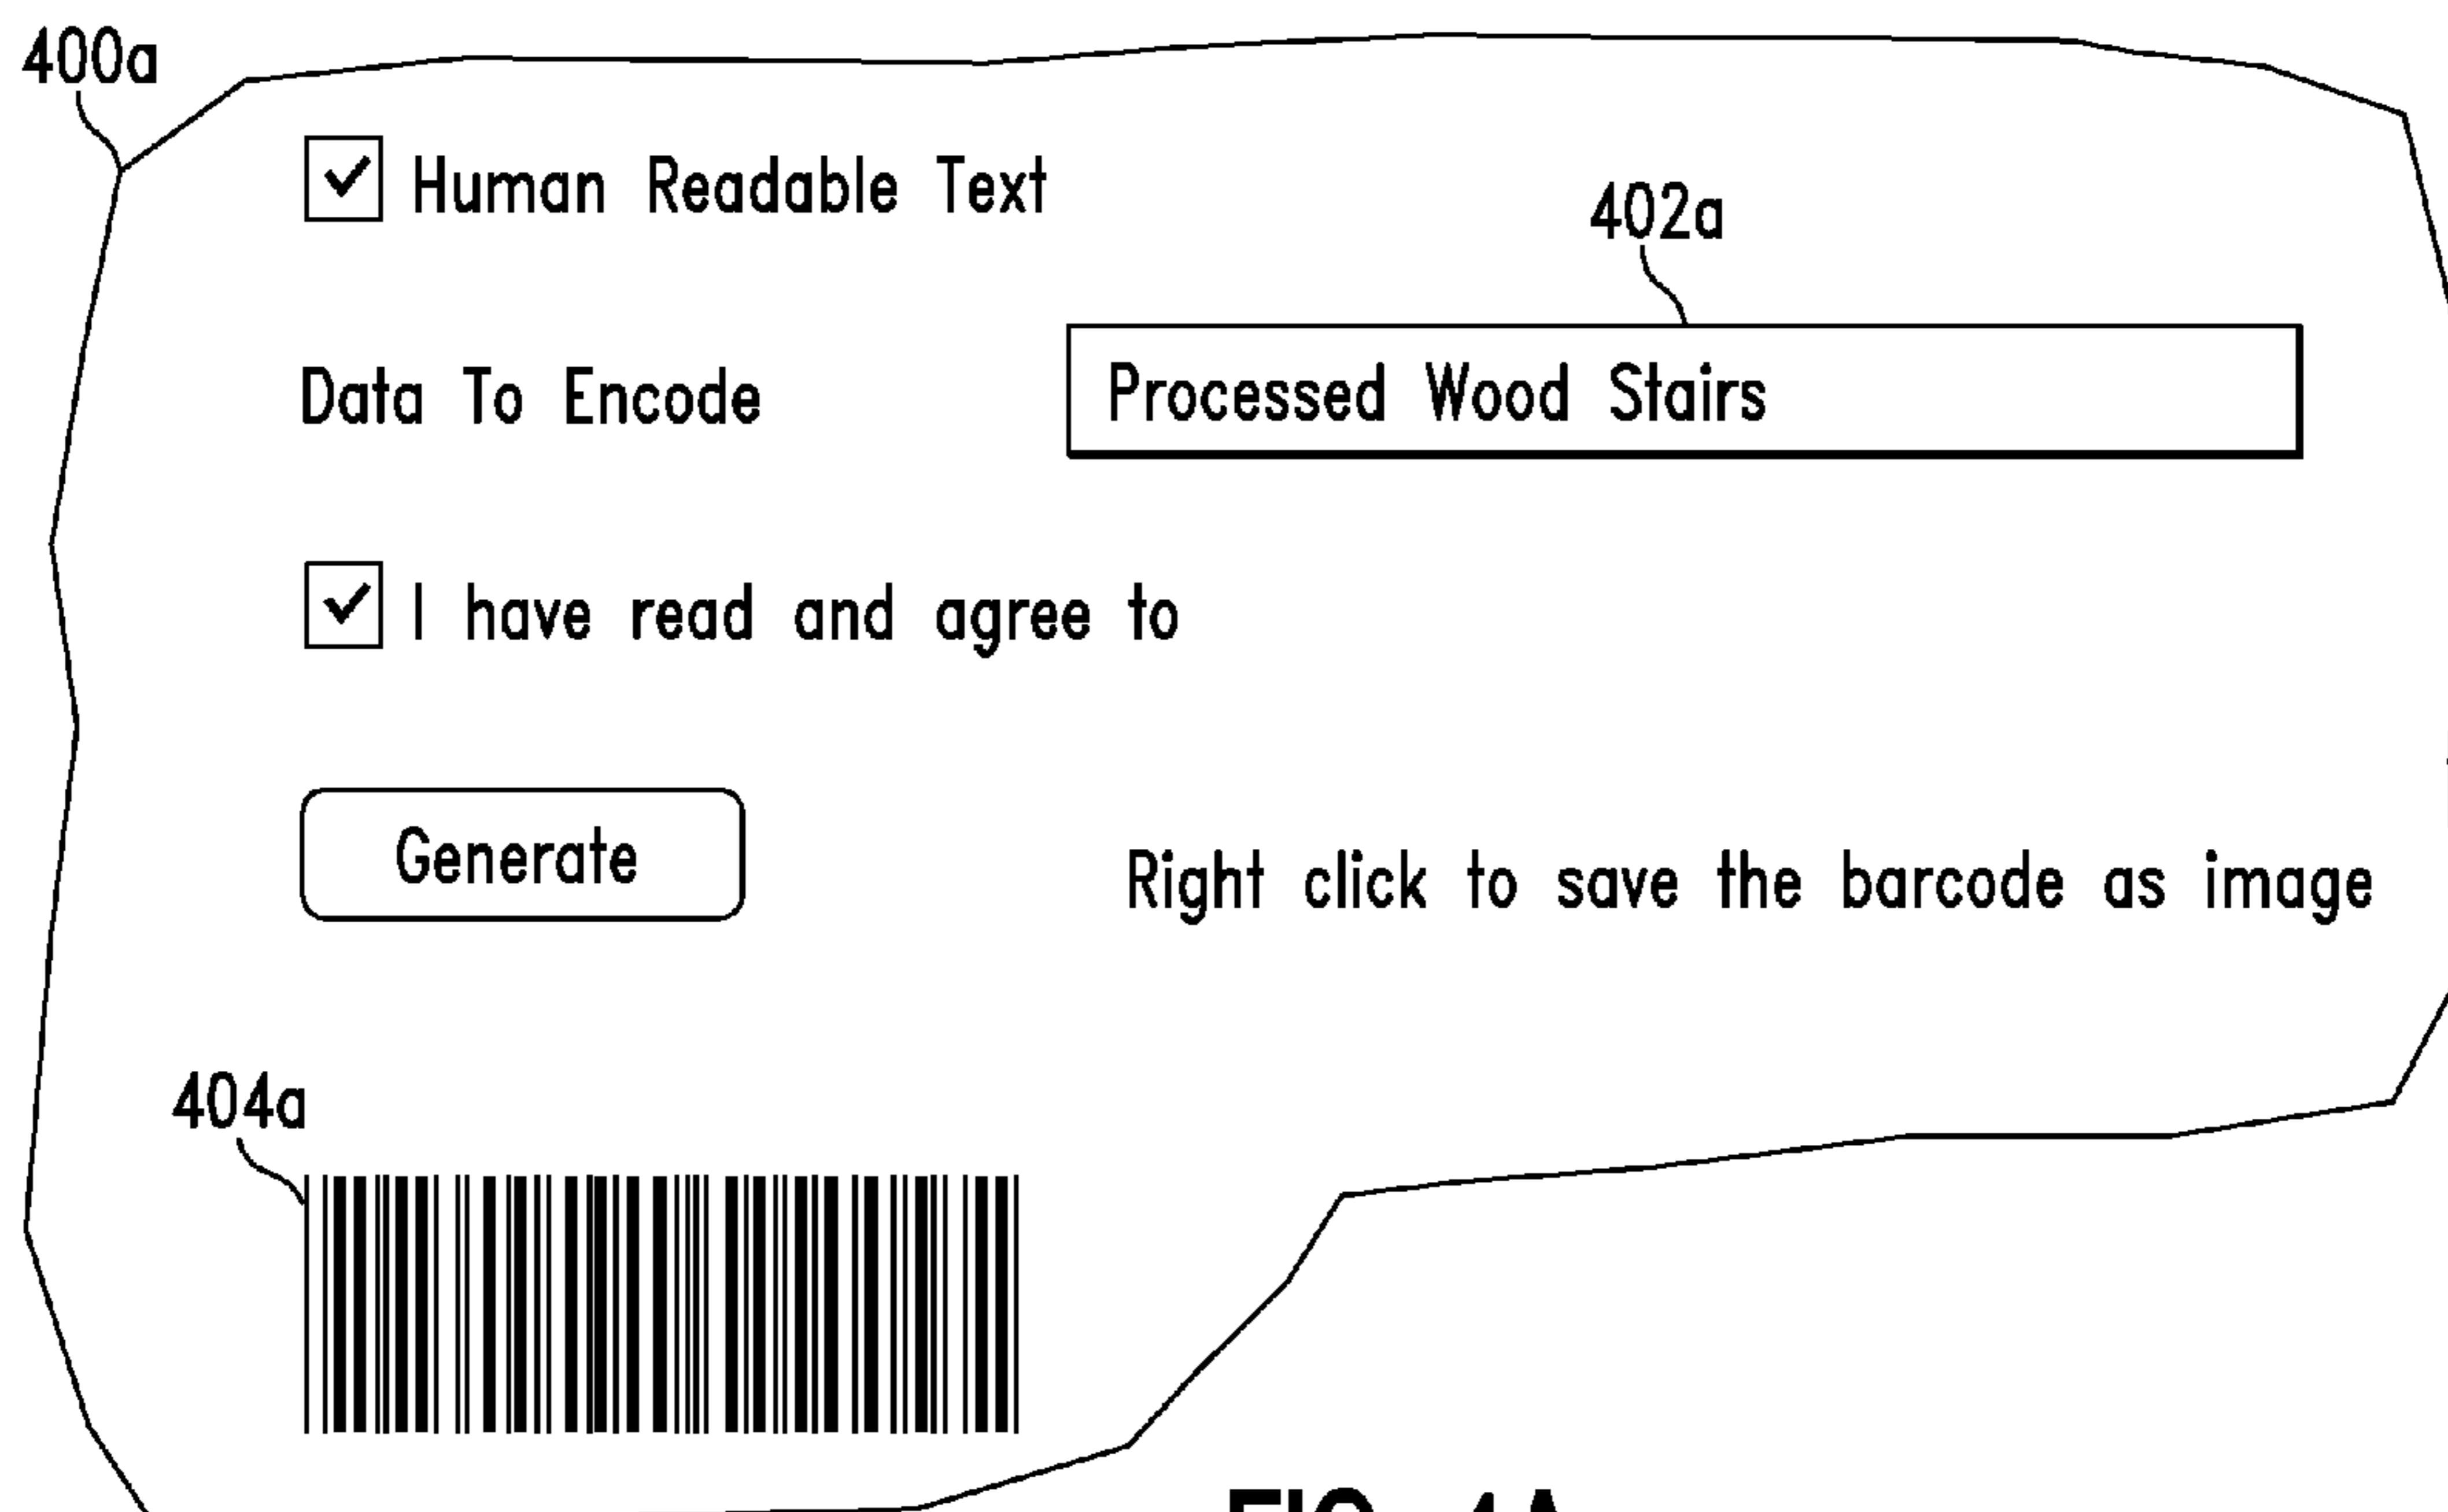 400a
Human Readable Text
402a
Data To Encode
Processed Wood Stairs
I have read and agree to
Generate
Right click to save the barcode as image
404a